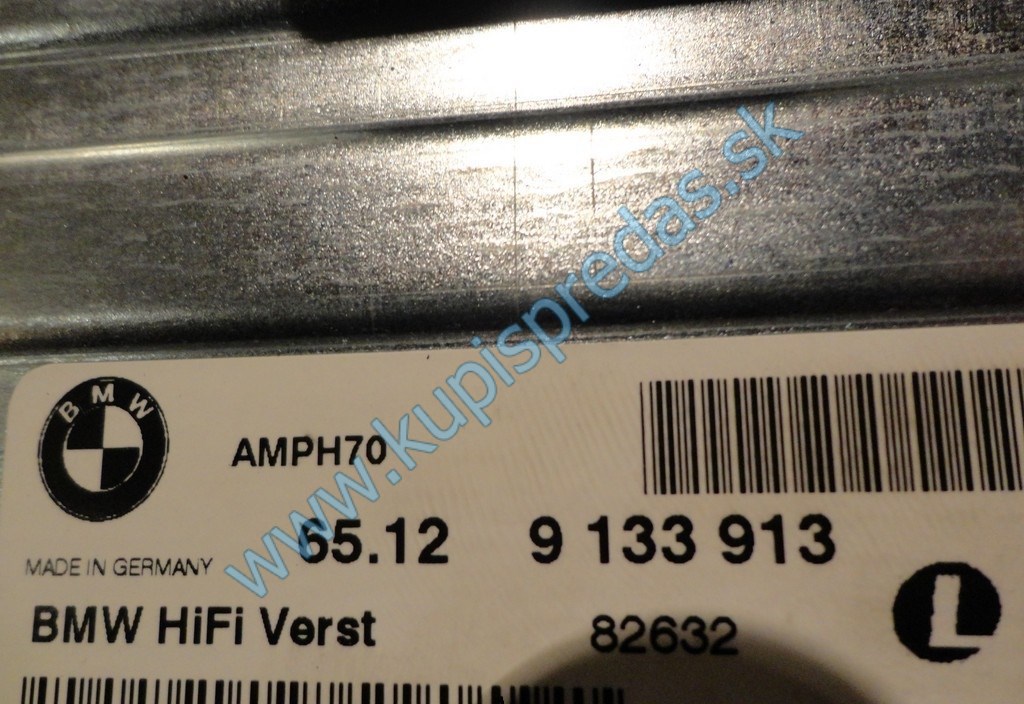 www.kupispredas.sk
BMW
AMPH70
65.12 9 133 913
MADE IN GERMANY
BMW HiFi Verst
82632
L